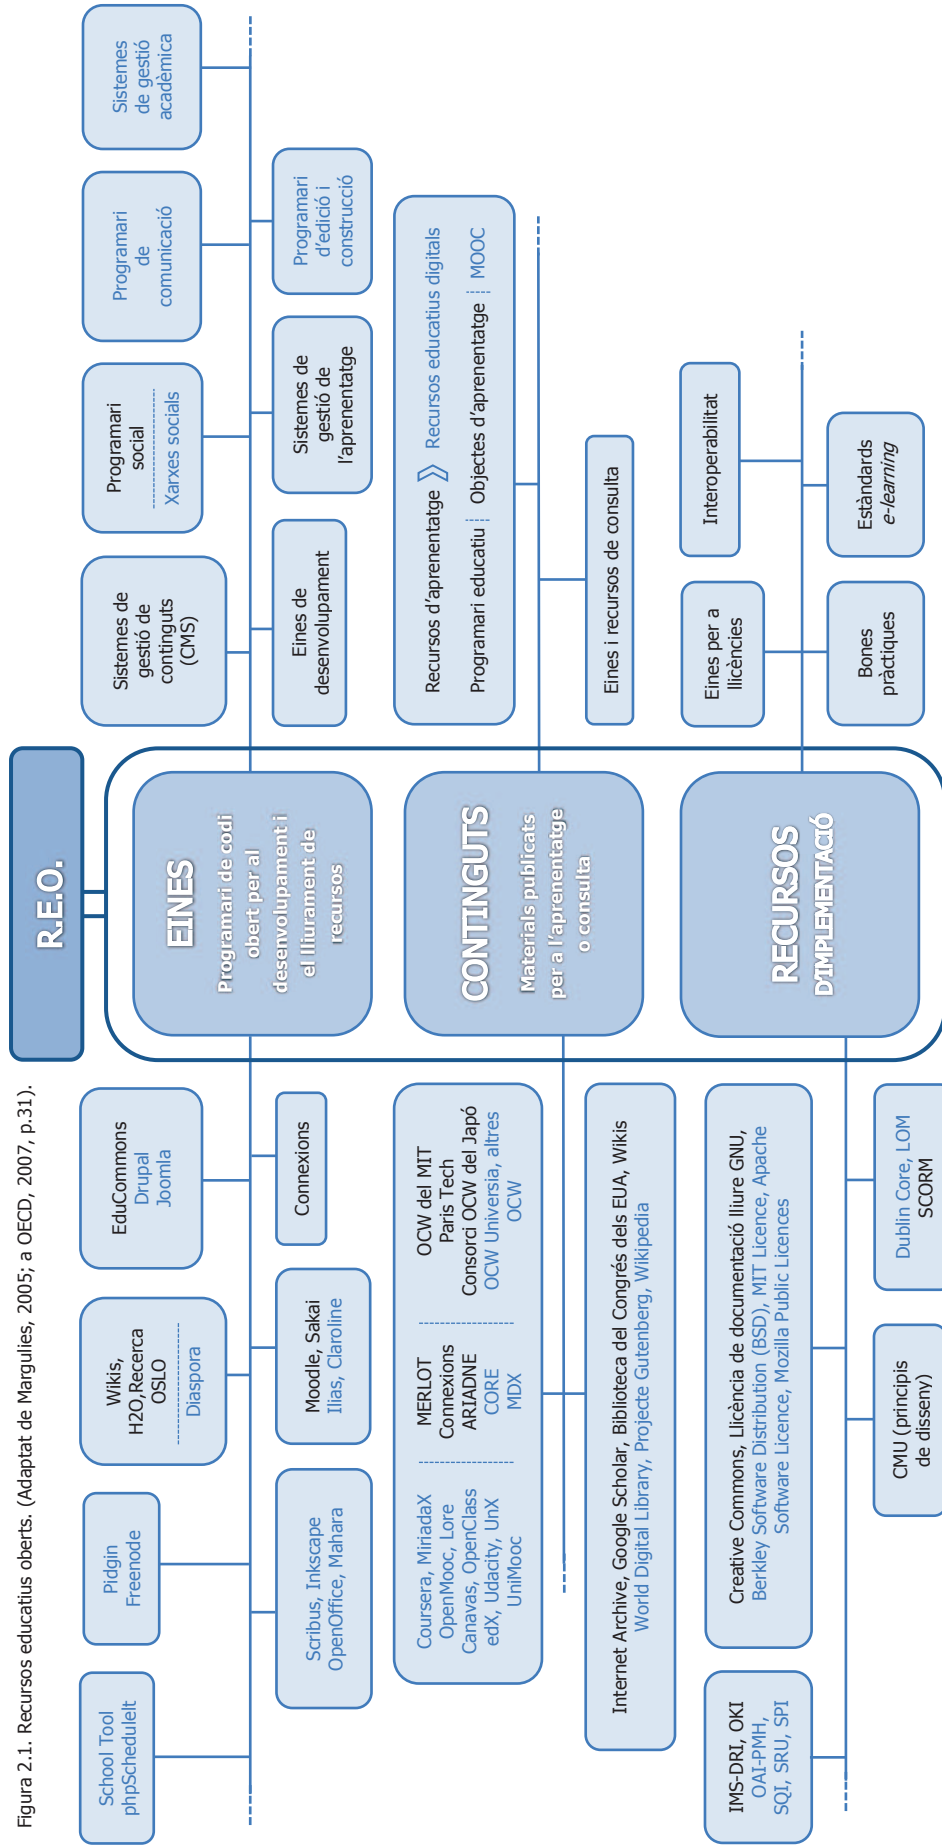 Figura 2.1. Recursos educatius oberts. (Adaptat de Margulies, 2005; a OECD, 2007, p.31).
R.E.O.
School Tool
phpScheduleIt
Pidgin
Freenode
Wikis,
H2O,Recerca
OSLO
Diaspora
EduCommons
Drupal
Joomla
Scribus, Inkscape
OpenOffice, Mahara
Moodle, Sakai
Ilias, Claroline
Connexions
EINES
Programari de codi
obert per al
desenvolupament i
el lliurament de
recursos
Sistemes de
gestió de
continguts
(CMS)
Programari
social
Xarxes socials
Programari
de
comunicació
Sistemes
de gestió
acadèmica
Eines de
desenvolupament
Sistemes de
gestió de
l’aprenentatge
Programari
d’edició i
construcció
Coursera, MiriadaX
OpenMooc, Lore
Canavas, OpenClass
edX, Udacity, UnX
UniMooc
MERLOT
Connexions
ARIADNE
CORE
MDX
OCW del MIT
Paris Tech
Consorci OCW del Japó
OCW Universia, altres
OCW
Internet Archive, Google Scholar, Biblioteca del Congrés dels EUA, Wikis
World Digital Library, Projecte Gutenberg, Wikipedia
CONTINGUTS
Materials publicats
per a l’aprenentatge
o consulta
Recursos d’aprenentatge Recursos educatius digitals
Programari educatiu Objectes d’aprenentatge MOOC
Eines i recursos de consulta
IMS-DRI, OKI
OAI-PMH,
SQI, SRU, SPI
Creative Commons, Llicència de documentació lliure GNU,
Berkley Software Distribution (BSD), MIT Licence, Apache
Software Licence, Mozilla Public Licences
CMU (principis
de disseny)
Dublin Core, LOM
SCORM
RECURSOS
D’IMPLEMENTACIÓ
Eines per a
llicències
Interoperabilitat
Bones
pràctiques
Estàndards
e-learning